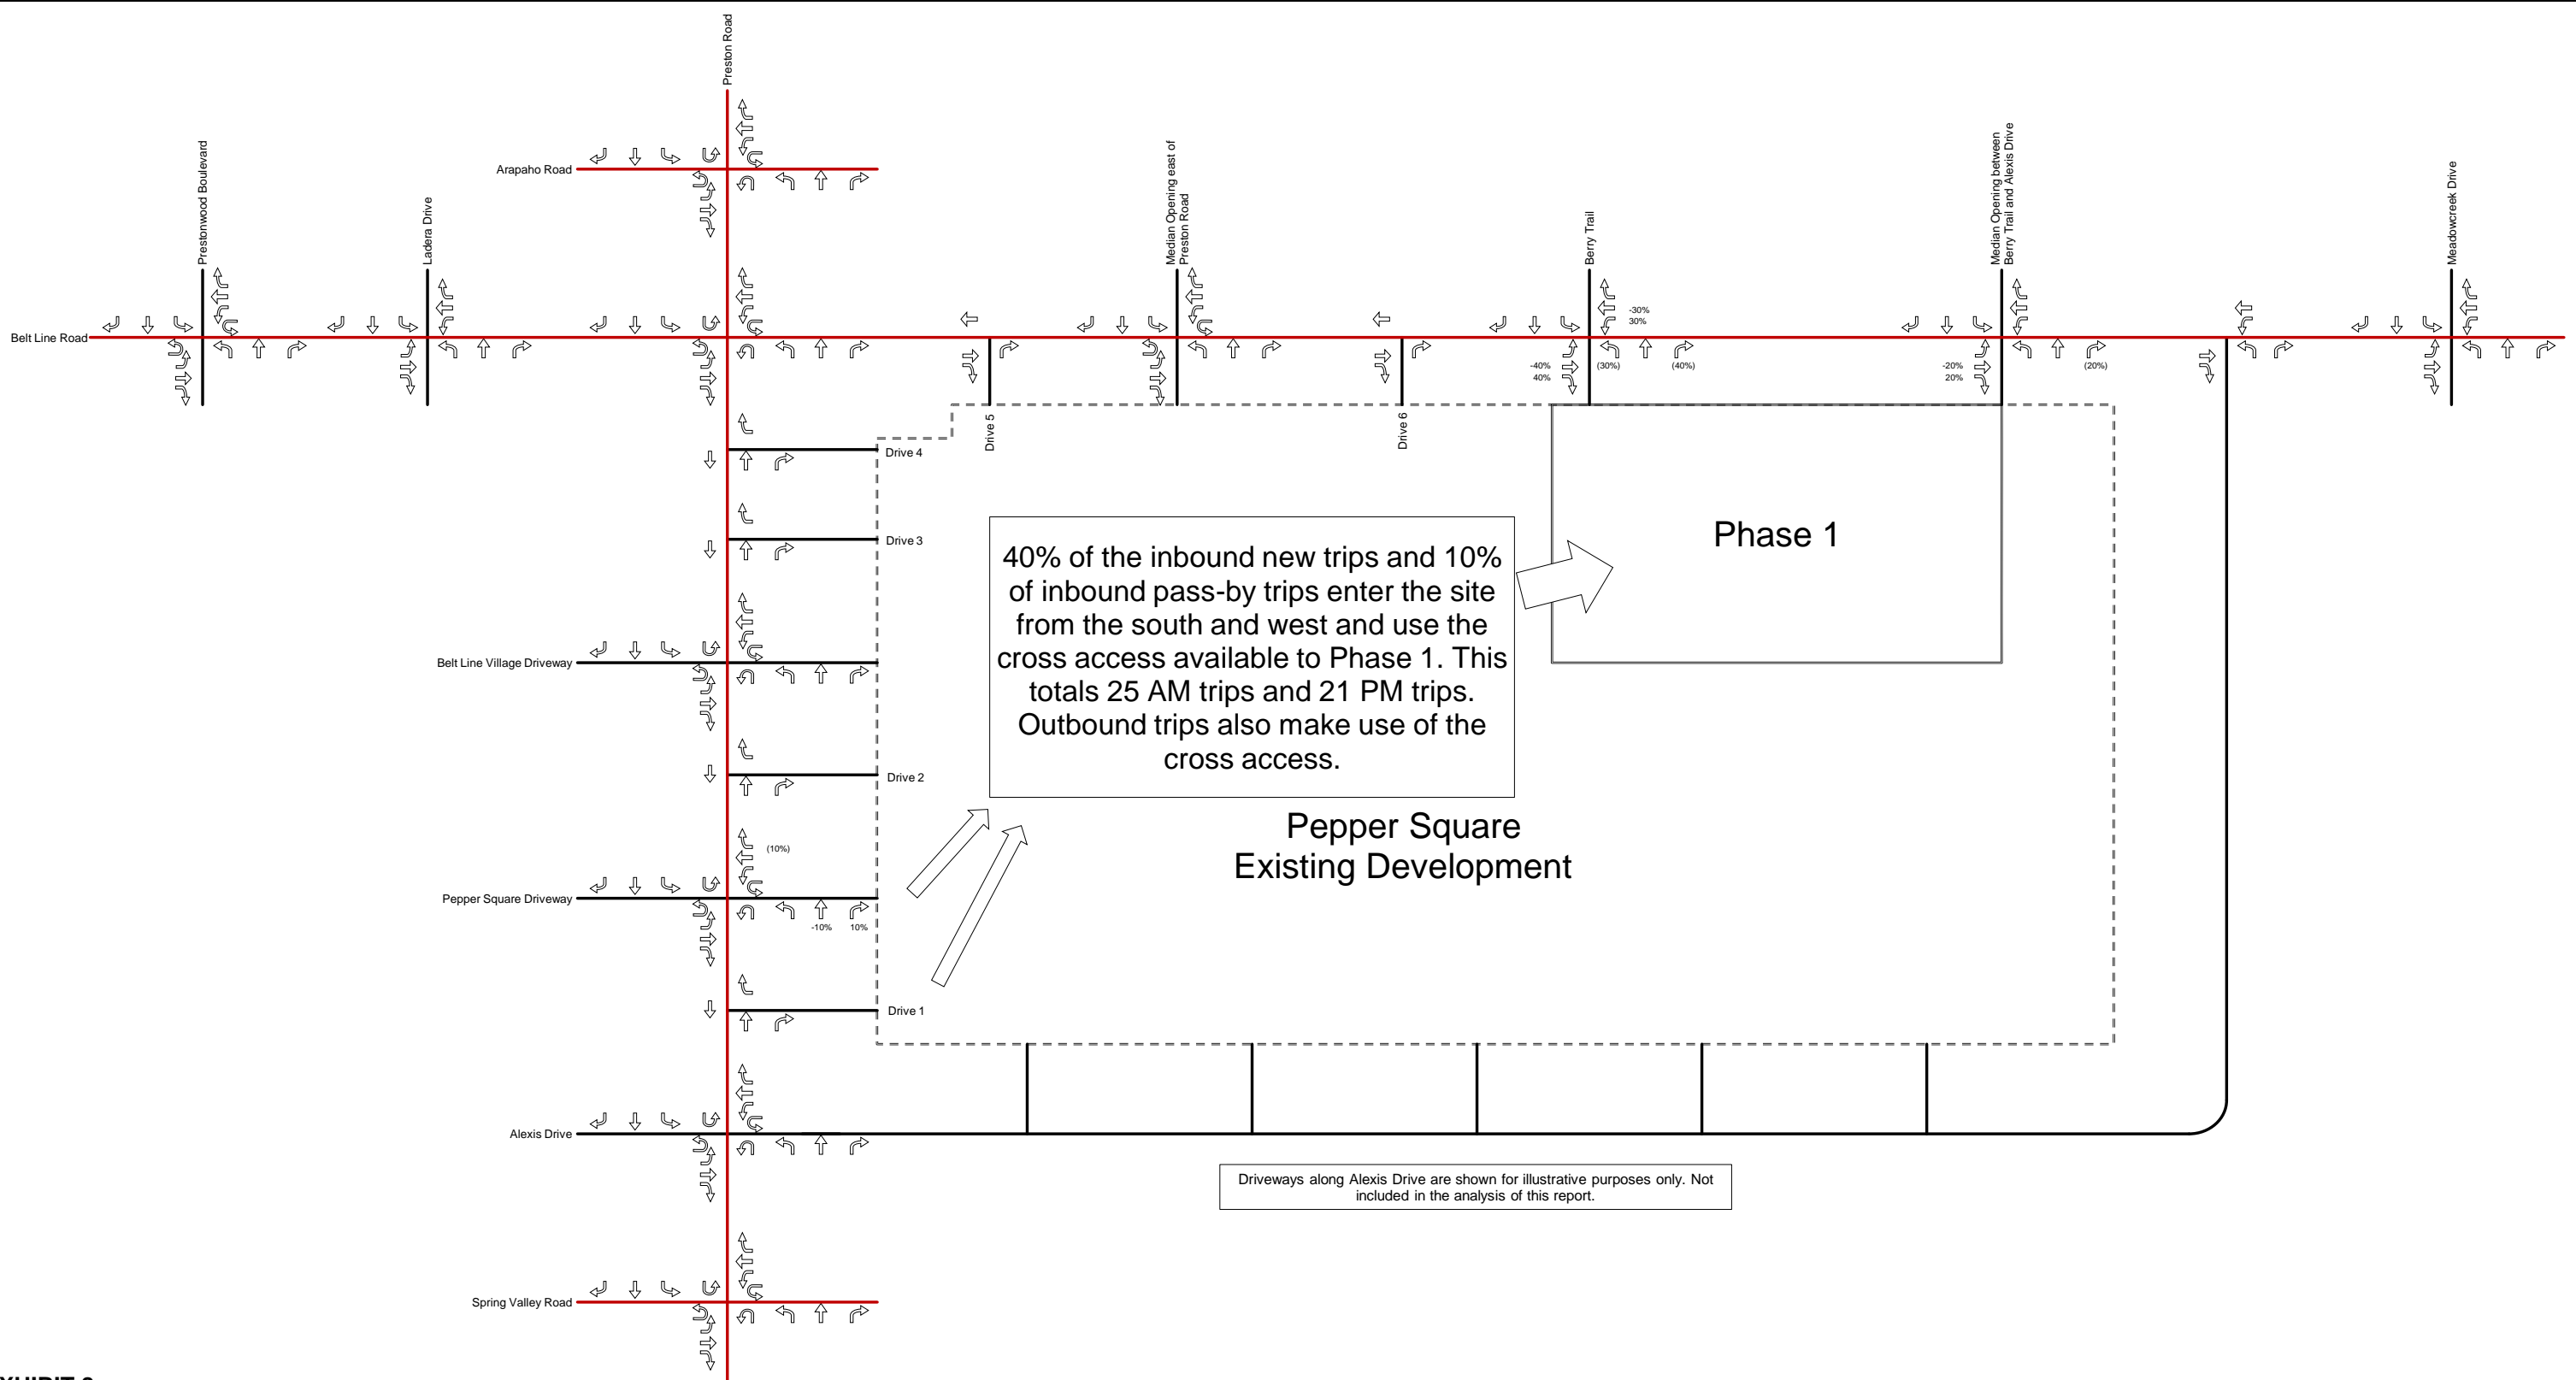 Preston Road
Prestonwood Boulevard
Ladera Drive
Arapaho Road
Median Opening east of
Preston Road
Berry Trail
Median Opening between
Berry Trail and Alexis Drive
Meadowcreek Drive
Belt Line Road
-30%
30%
-40%
40%
(30%)
(40%)
-20%
20%
(20%)
Drive 5
Drive 6
Drive 4
Drive 3
Phase 1
40% of the inbound new trips and 10%
of inbound pass-by trips enter the site
from the south and west and use the
cross access available to Phase 1. This
totals 25 AM trips and 21 PM trips.
Outbound trips also make use of the
cross access.
Belt Line Village Driveway
Drive 2
Pepper Square
Existing Development
(10%)
Pepper Square Driveway
-10%
10%
Drive 1
Alexis Drive
Driveways along Alexis Drive are shown for illustrative purposes only. Not
included in the analysis of this report.
Spring Valley Road